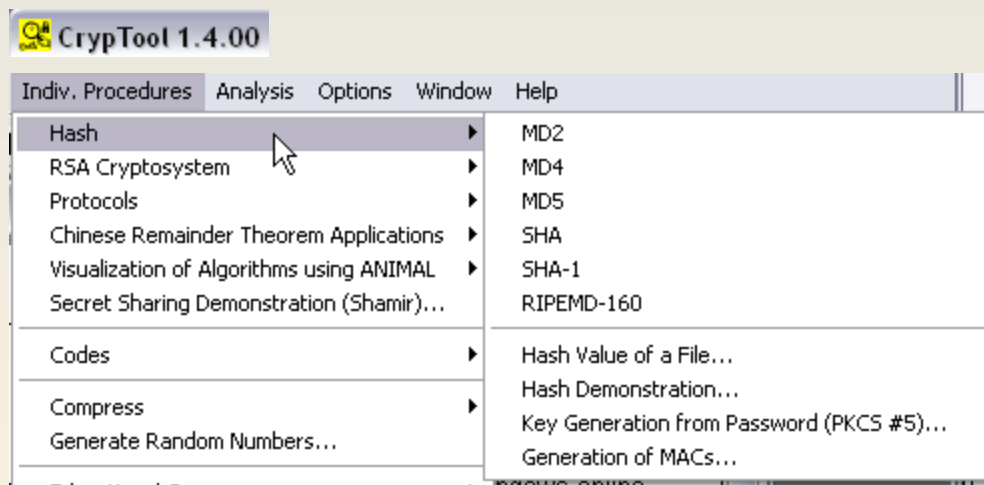 CrypTool 1.4.00
Indiv. Procedures Analysis Options Window Help
Hash
RSA Cryptosystem
Protocols
Chinese Remainder Theorem Applications
Visualization of Algorithms using ANIMAL
Secret Sharing Demonstration (Shamir)...
Codes
Compress
Generate Random Numbers...
MD2
MD4
MD5
SHA
SHA-1
RIPEMD-160
Hash Value of a File...
Hash Demonstration...
Key Generation from Password (PKCS #5)...
Generation of MACs...